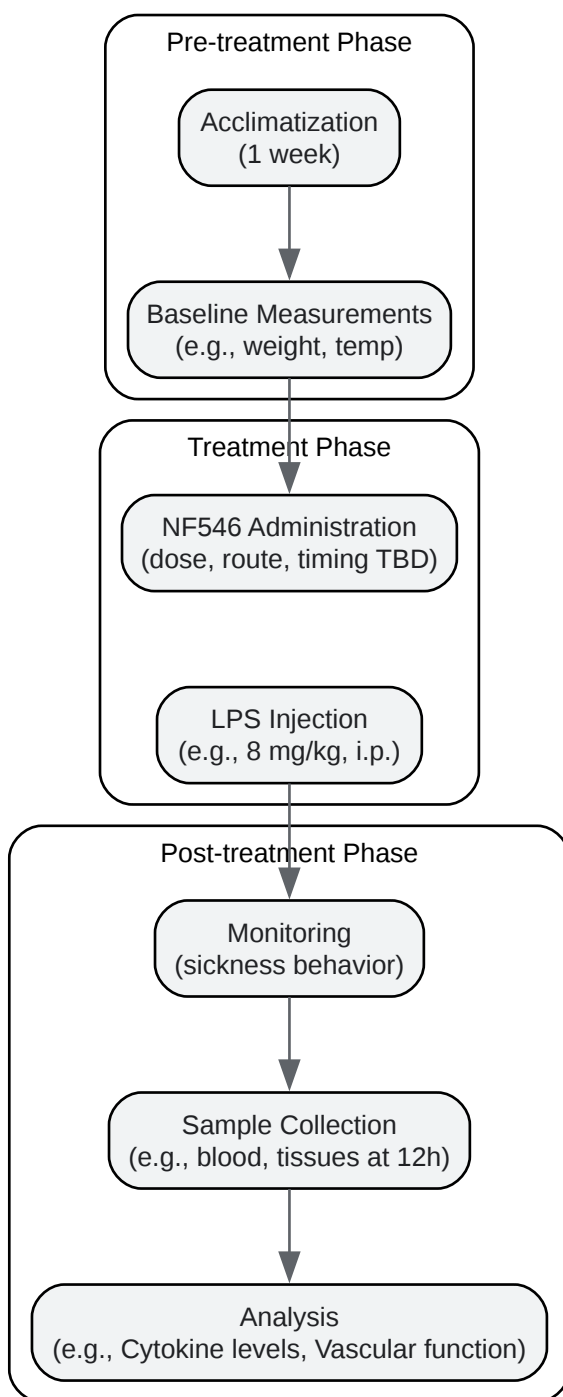 Pre-treatment Phase
Acclimatization
(1 week)
Baseline Measurements
(e.g., weight, temp)
Treatment Phase
NF546 Administration
(dose, route, timing TBD)
LPS Injection
(e.g., 8 mg/kg, i.p.)
Post-treatment Phase
Monitoring
(sickness behavior)
Sample Collection
(e.g., blood, tissues at 12h)
Analysis
(e.g., Cytokine levels, Vascular function)